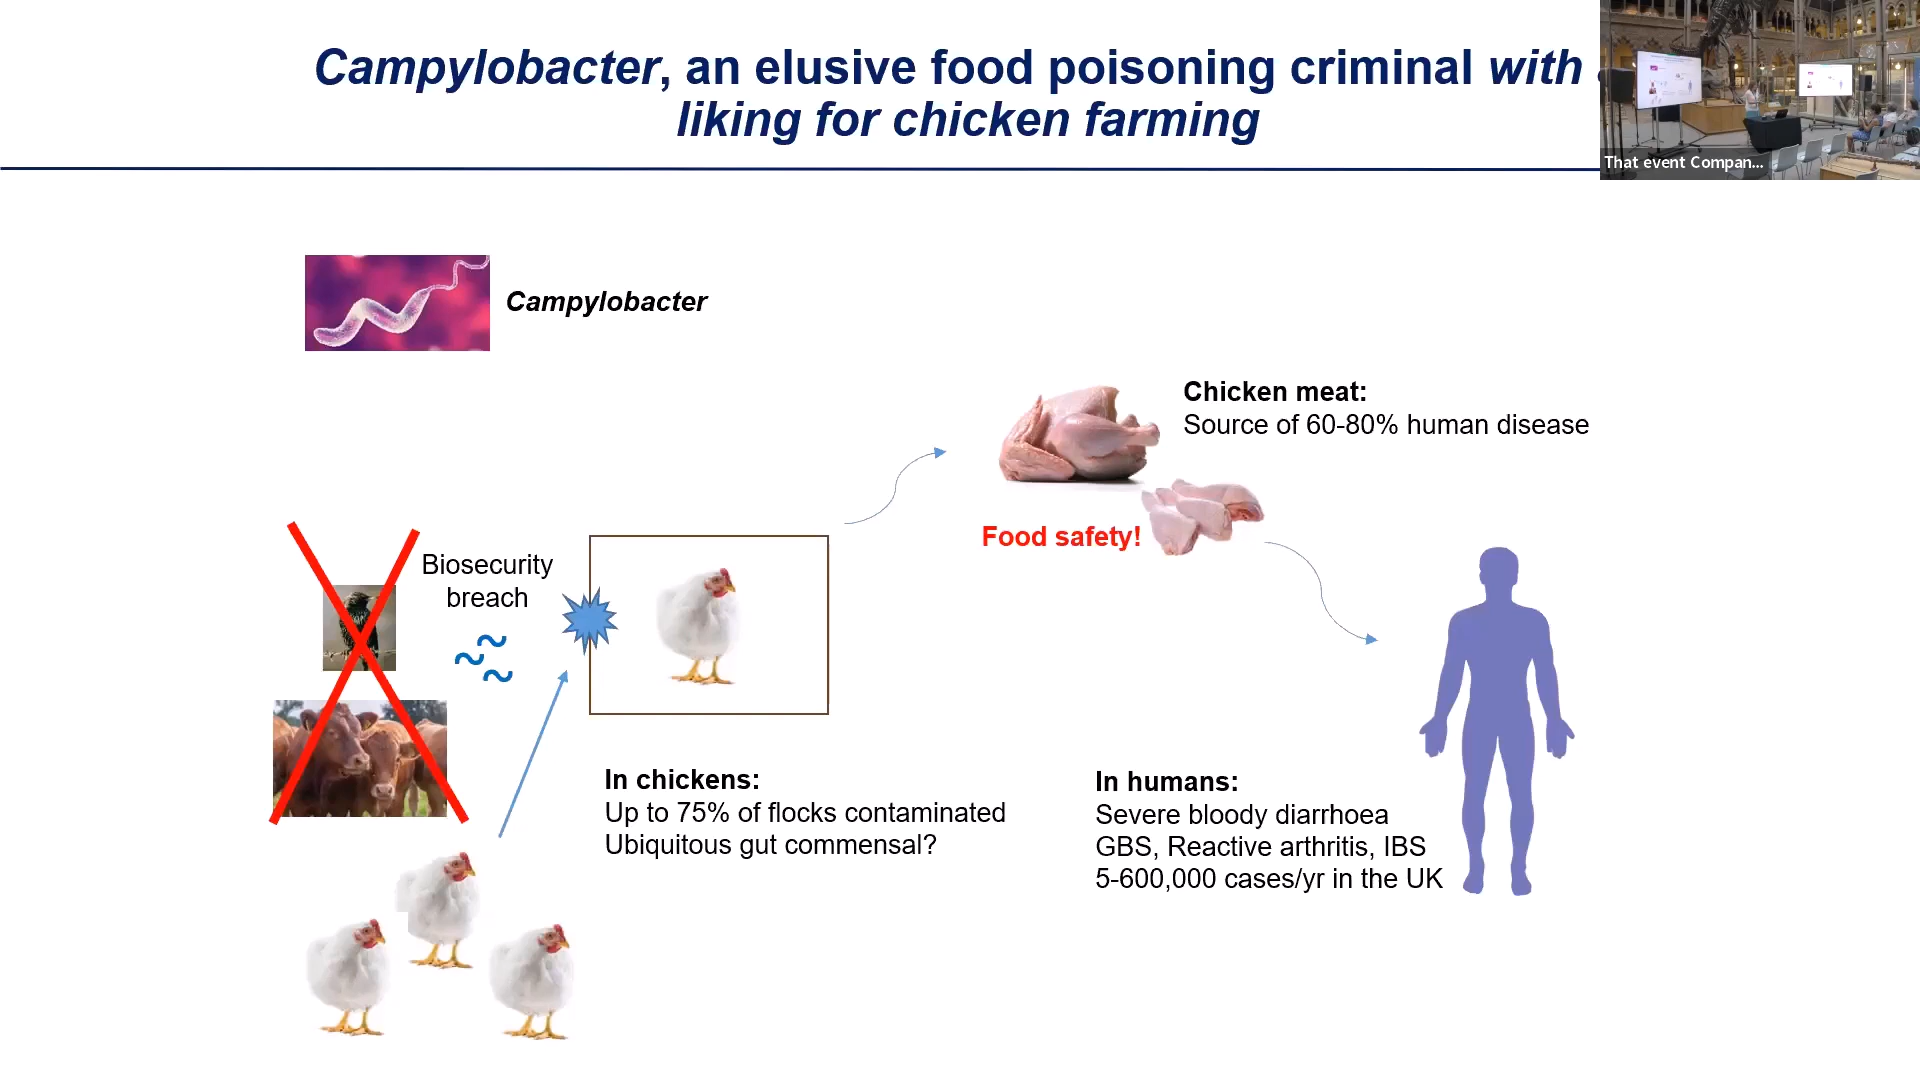 Campylobacter, an elusive food poisoning criminal with
liking for chicken farming
That event Compan...
Campylobacter
Chicken meat:
Source of 60-80% human disease
Food safety!
Biosecurity
breach
In chickens:
Up to 75% of flocks contaminated
Ubiquitous gut commensal?
In humans:
Severe bloody diarrhoea
GBS, Reactive arthritis, IBS
5-600,000 cases/yr in the UK